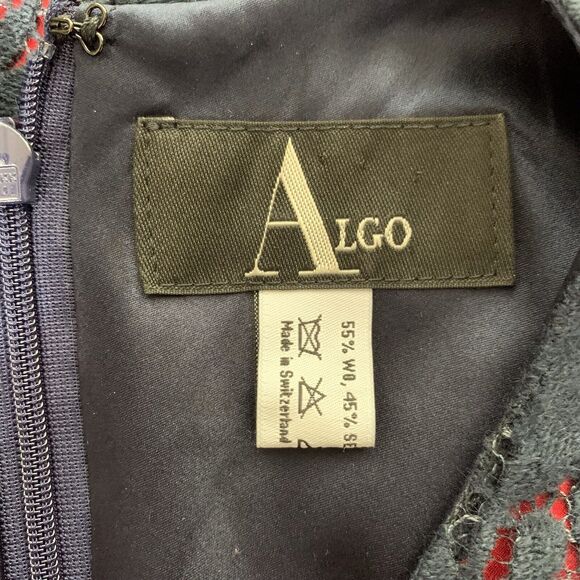 ALGO
55% WO, 45% SE
Made in Switzerland